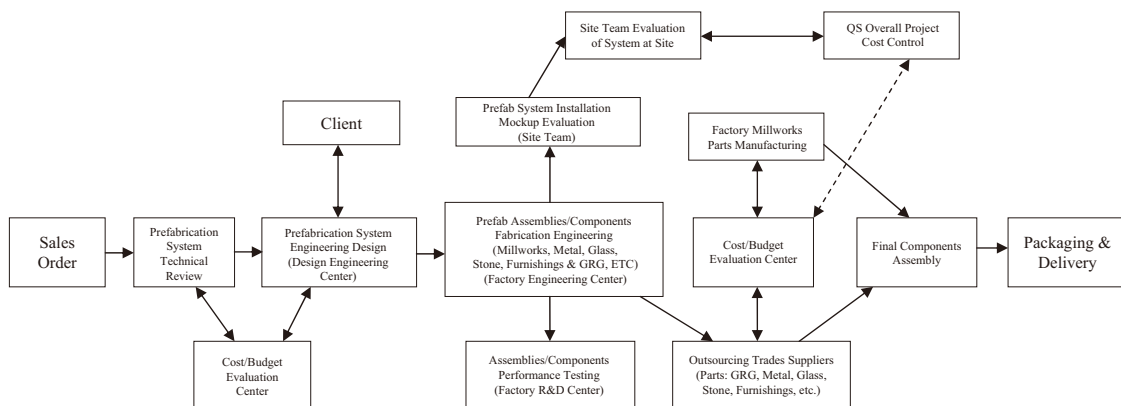 Site Team Evaluation
of System at Site
QS Overall Project
Cost Control
Prefab System Installation
Mockup Evaluation
(Site Team)
Client
Factory Millworks
Parts Manufacturing
Sales
Order
Prefabrication
System
Technical
Review
Prefabrication System
Engineering Design
(Design Engineering
Center)
Prefab Assemblies/Components
Fabrication Engineering
(Millworks, Metal, Glass,
Stone, Furnishings & GRG, ETC)
(Factory Engineering Center)
Cost/Budget
Evaluation Center
Final Components
Assembly
Packaging &
Delivery
Cost/Budget
Evaluation
Center
Assemblies/Components
Performance Testing
(Factory R&D Center)
Outsourcing Trades Suppliers
(Parts: GRG, Metal, Glass,
Stone, Furnishings, etc.)